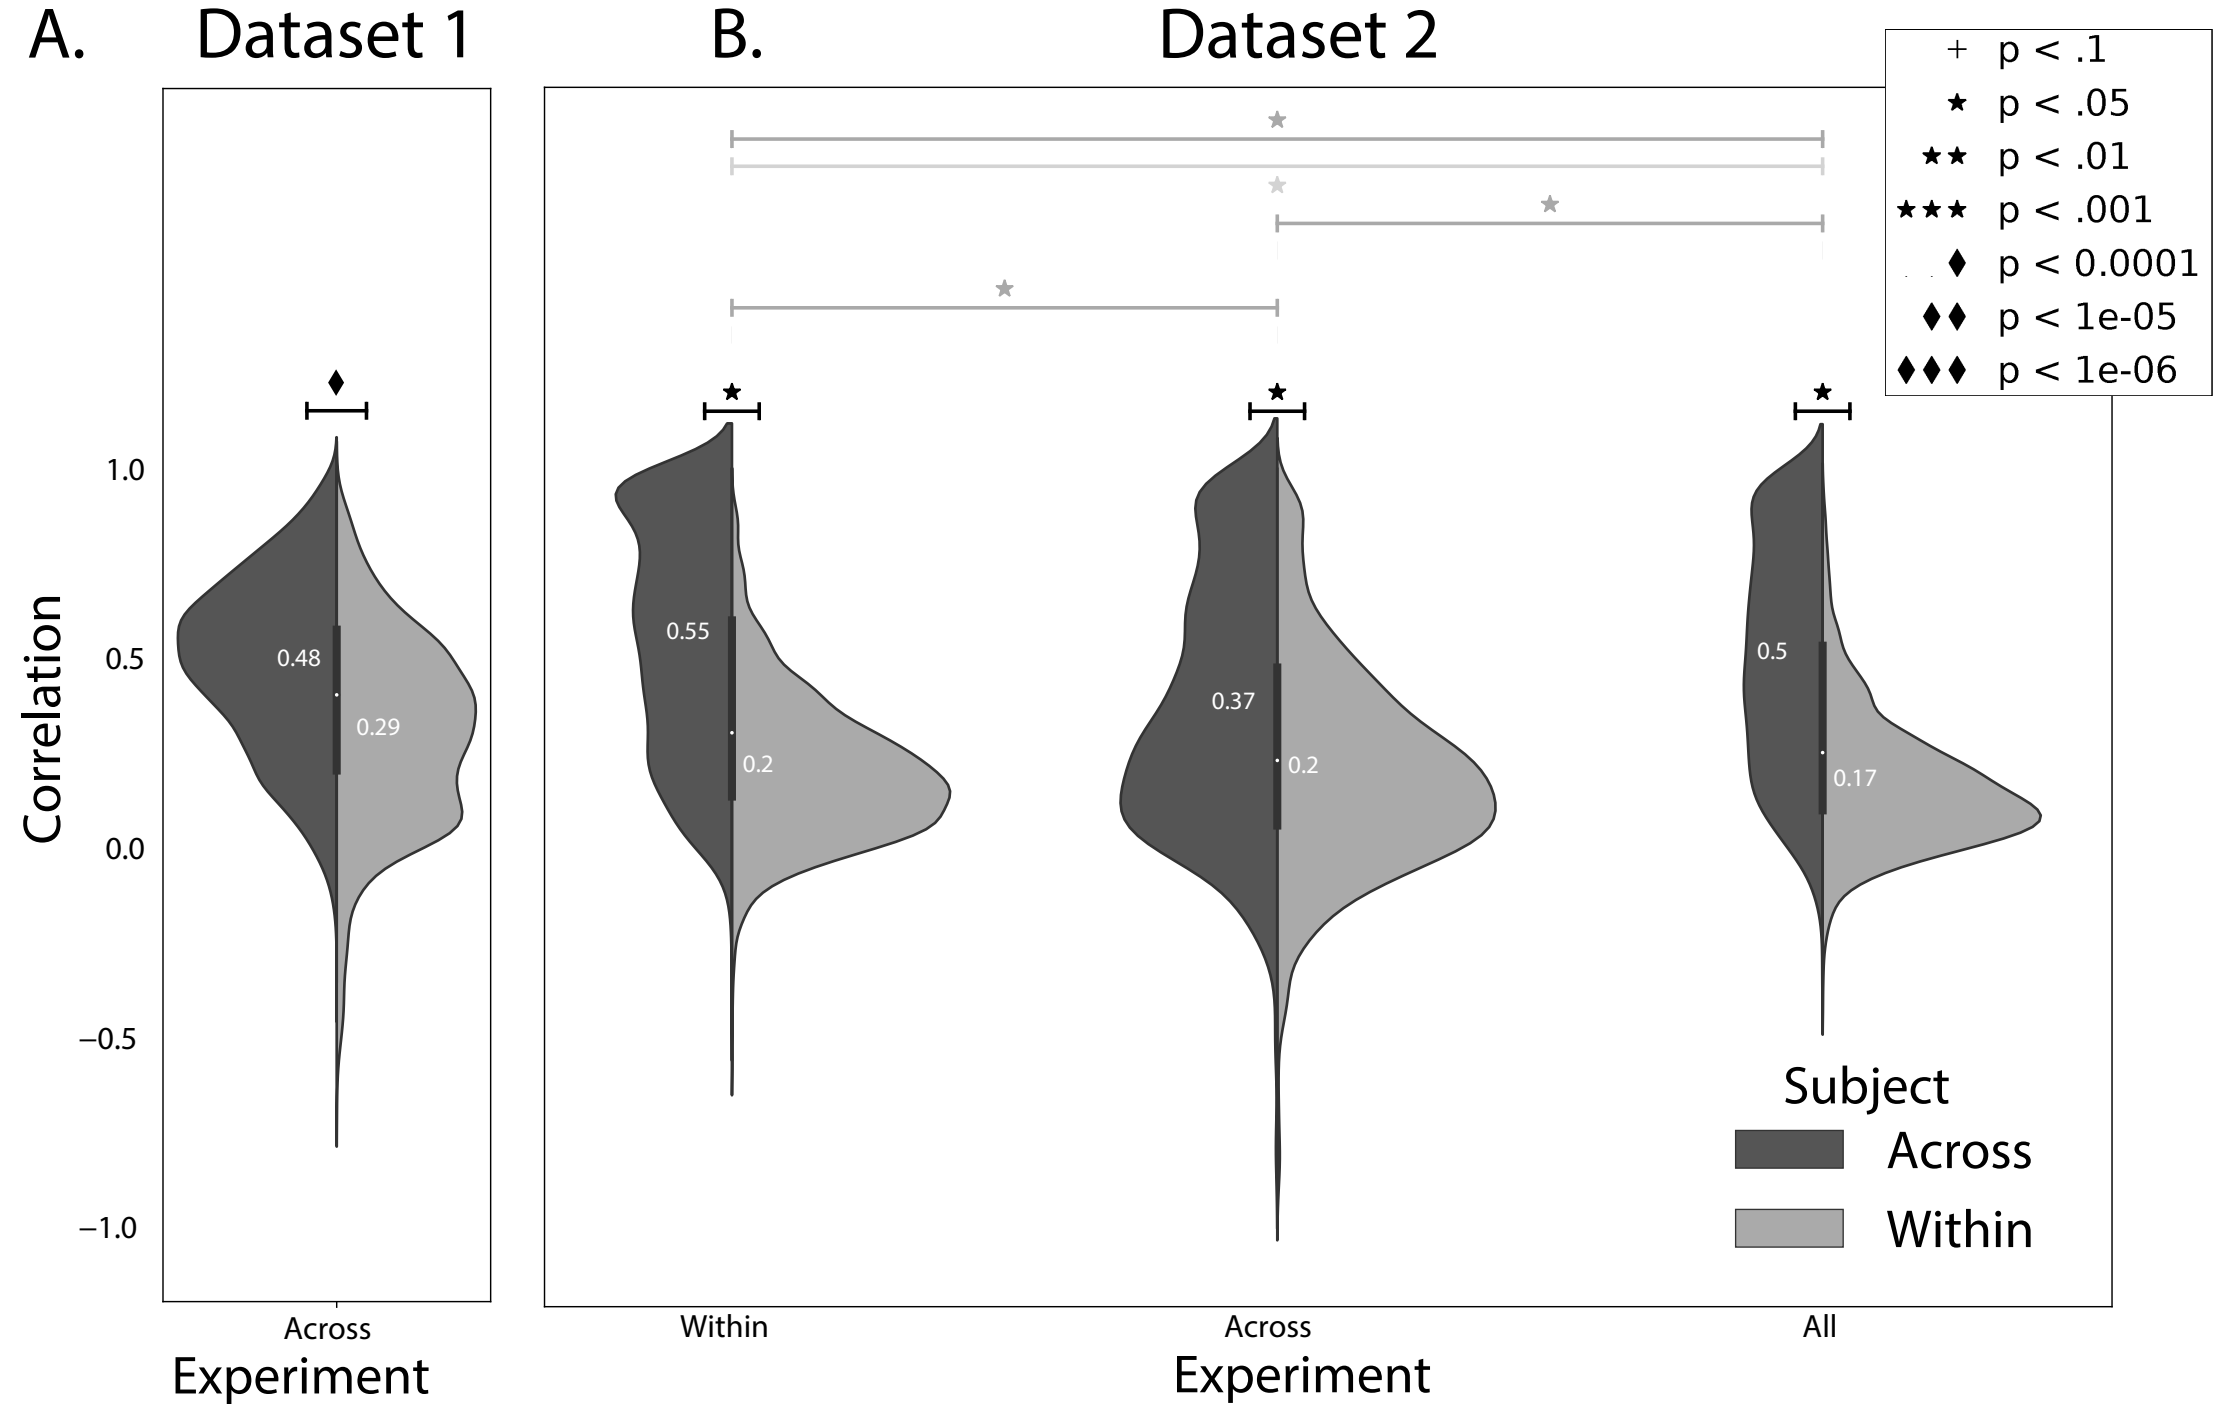 A. Dataset 1
B. Dataset 2
+ p < .1
★ p < .05
★★ p < .01
★★★ p < .001
♦ p < 0.0001
♦♦ p < 1e-05
♦♦♦ p < 1e-06
★
★
★
★
♦
★
★
★
Correlation
1.0
0.5
0.0
−0.5
−1.0
0.48
0.29
0.55
0.2
0.37
0.2
0.5
0.17
Subject
Across
Within
Across
Experiment
Within
Across
All
Experiment